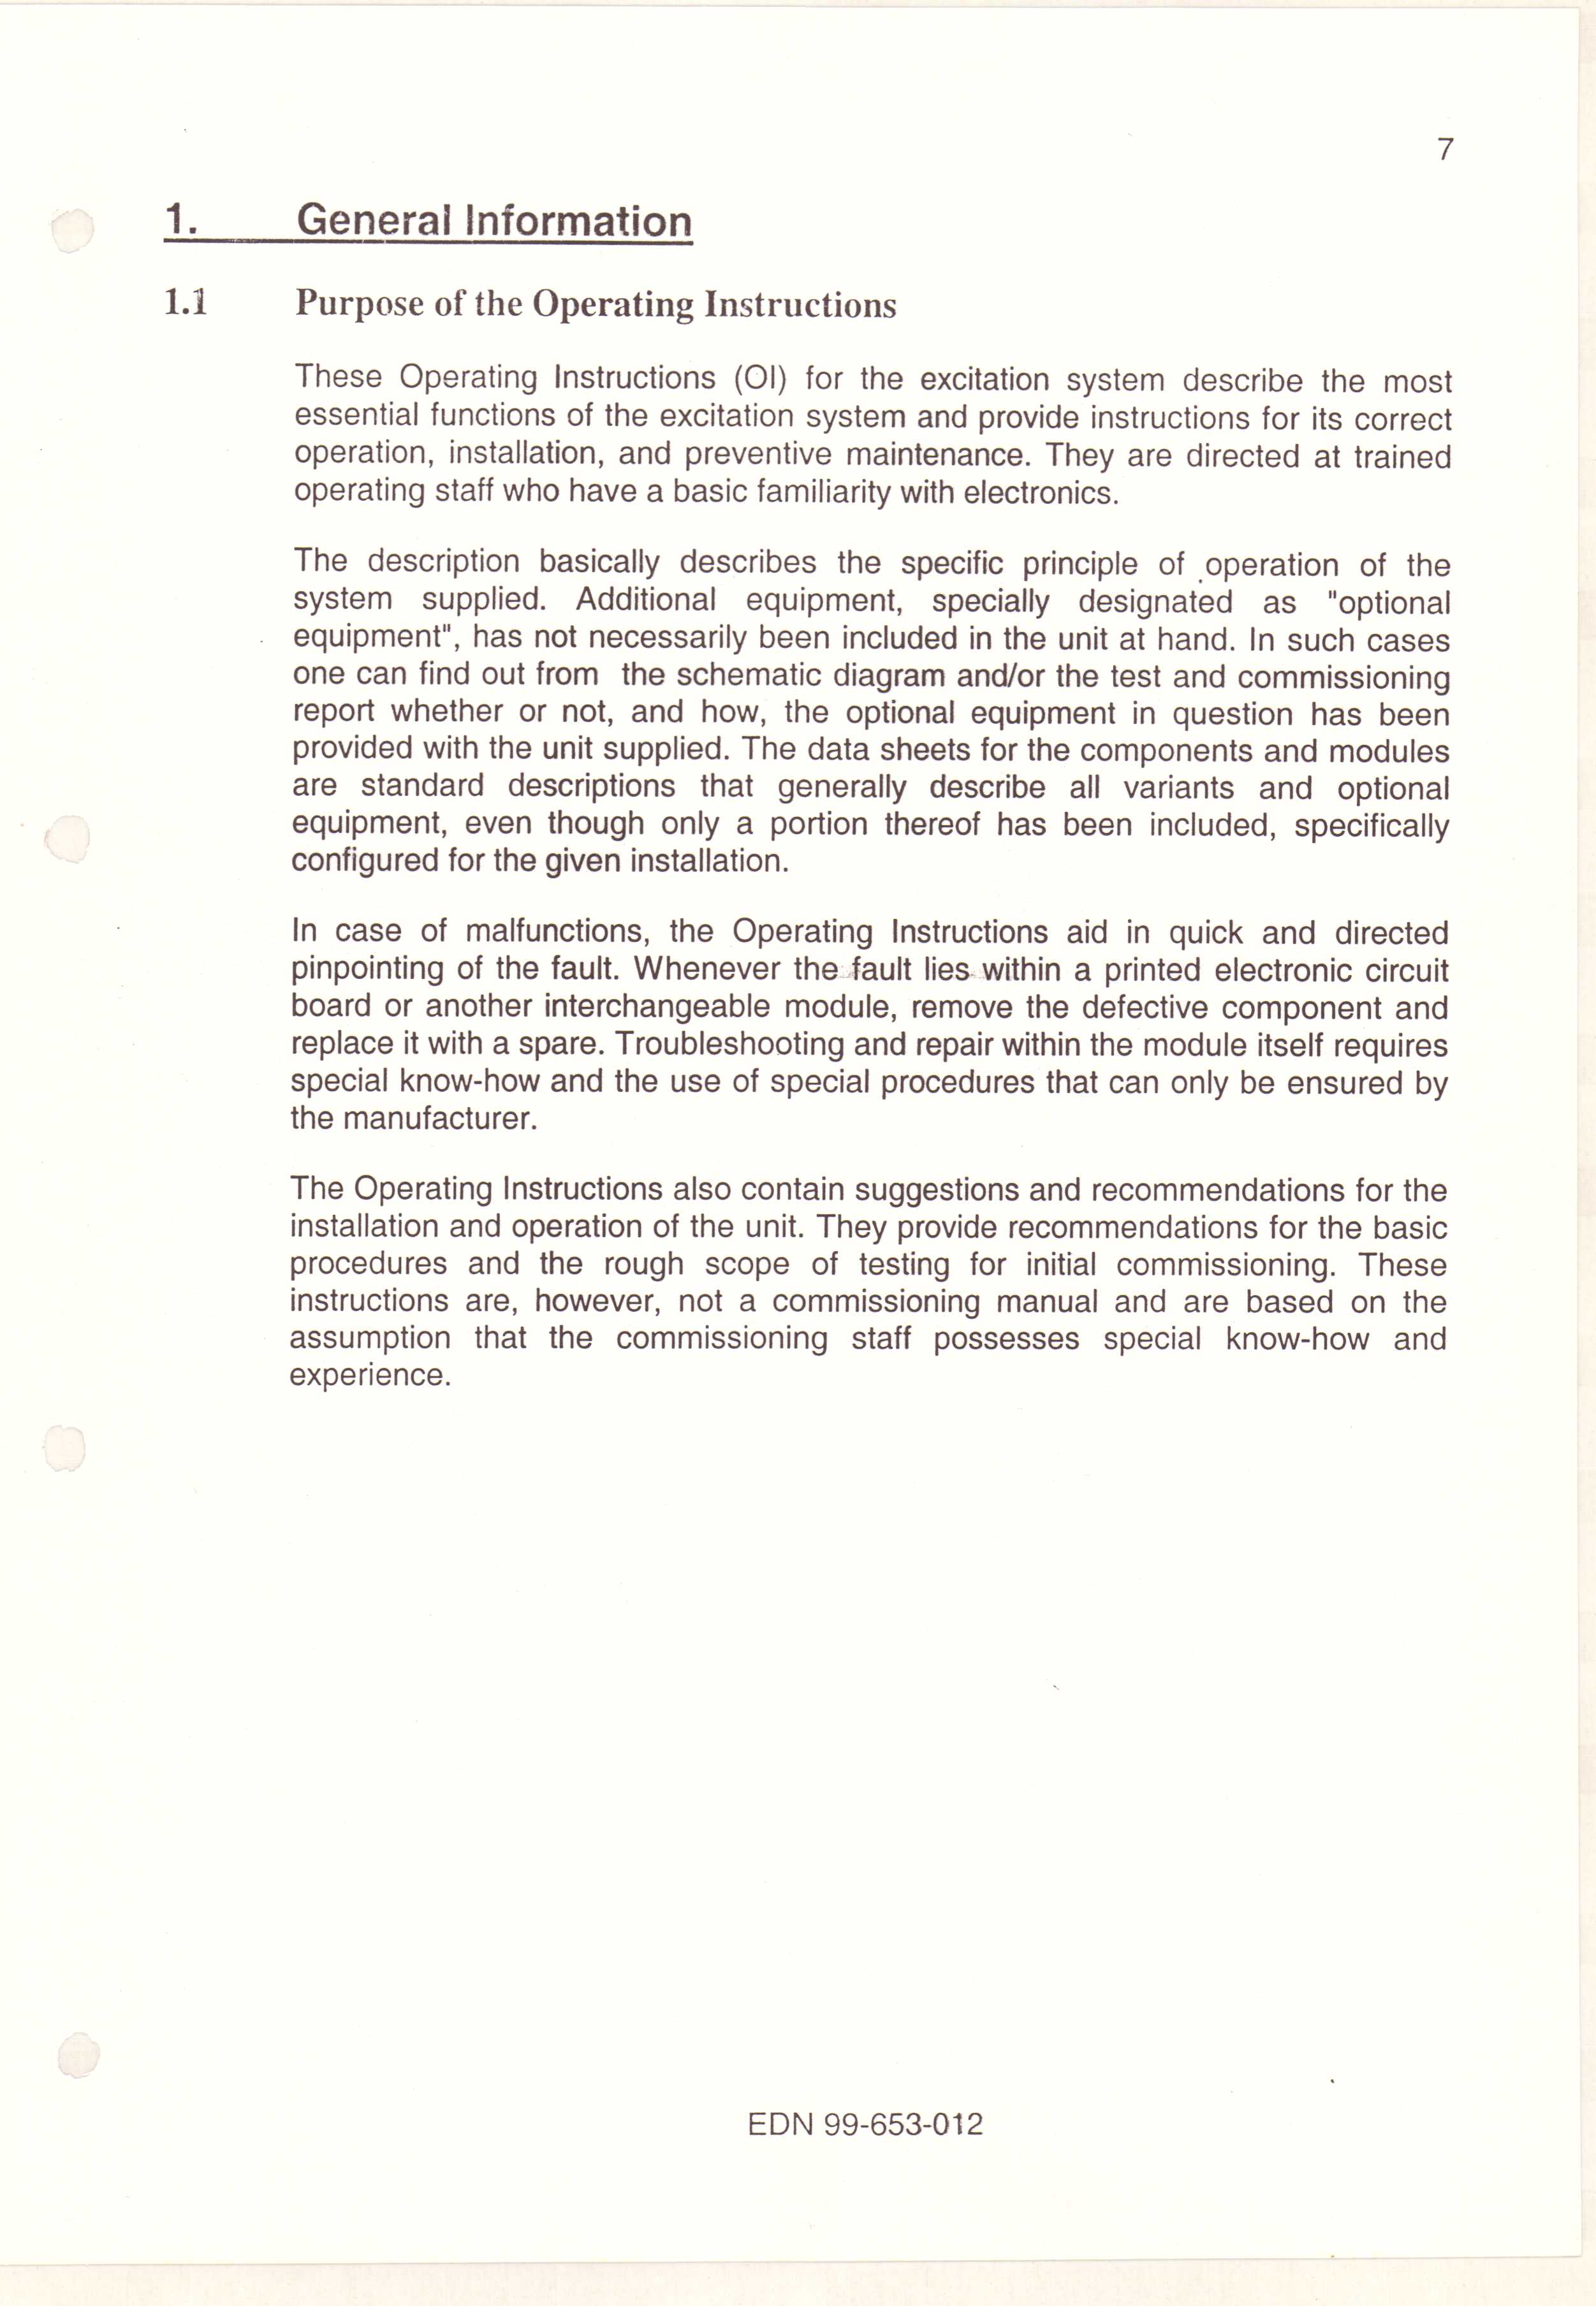 7
1. General Information
1.1 Purpose of the Operating Instructions
These Operating Instructions (OI) for the excitation system describe the most
essential functions of the excitation system and provide instructions for its correct
operation, installation, and preventive maintenance. They are directed at trained
operating staff who have a basic familiarity with electronics.
The description basically describes the specific principle of operation of the
system supplied. Additional equipment, specially designated as "optional
equipment", has not necessarily been included in the unit at hand. In such cases
one can find out from the schematic diagram and/or the test and commissioning
report whether or not, and how, the optional equipment in question has been
provided with the unit supplied. The data sheets for the components and modules
are standard descriptions that generally describe all variants and optional
equipment, even though only a portion thereof has been included, specifically
configured for the given installation.
In case of malfunctions, the Operating Instructions aid in quick and directed
pinpointing of the fault. Whenever the fault lies within a printed electronic circuit
board or another interchangeable module, remove the defective component and
replace it with a spare. Troubleshooting and repair within the module itself requires
special know-how and the use of special procedures that can only be ensured by
the manufacturer.
The Operating Instructions also contain suggestions and recommendations for the
installation and operation of the unit. They provide recommendations for the basic
procedures and the rough scope of testing for initial commissioning. These
instructions are, however, not a commissioning manual and are based on the
assumption that the commissioning staff possesses special know-how and
experience.
EDN 99-653-012